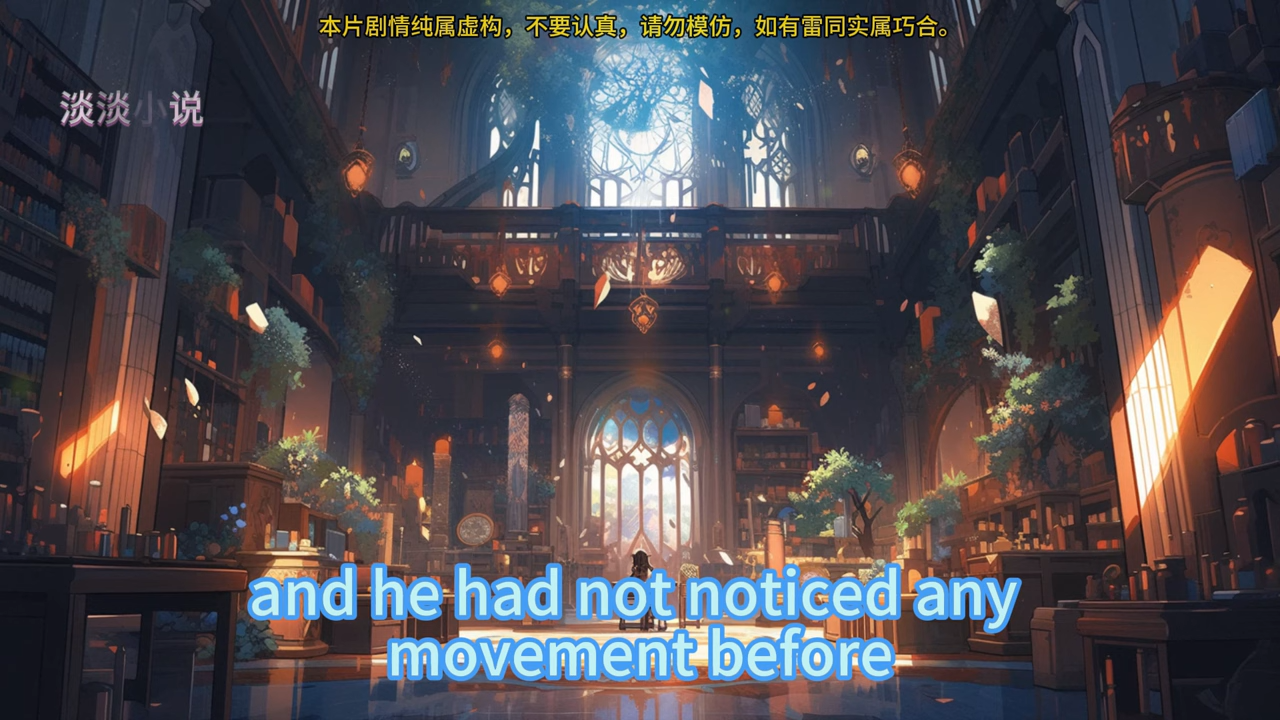 本片剧情纯属虚构，不要认真，请勿模仿，如有雷同实属巧合。
淡淡小说
and he had not noticed any
movement before